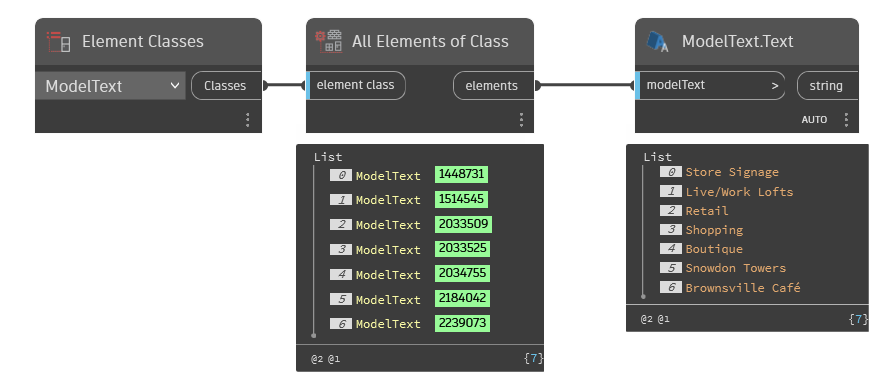 Element Classes
ModelText
Classes
All Elements of Class
element class
elements
ModelText.Text
modelText >
string
AUTO
List
0 ModelText 1448731
1 ModelText 1514545
2 ModelText 2033509
3 ModelText 2033525
4 ModelText 2034755
5 ModelText 2184042
6 ModelText 2239073
@2 @1 {7}
List
0 Store Signage
1 Live/Work Lofts
2 Retail
3 Shopping
4 Boutique
5 Snowdon Towers
6 Brownsville Café
@2 @1 {7}